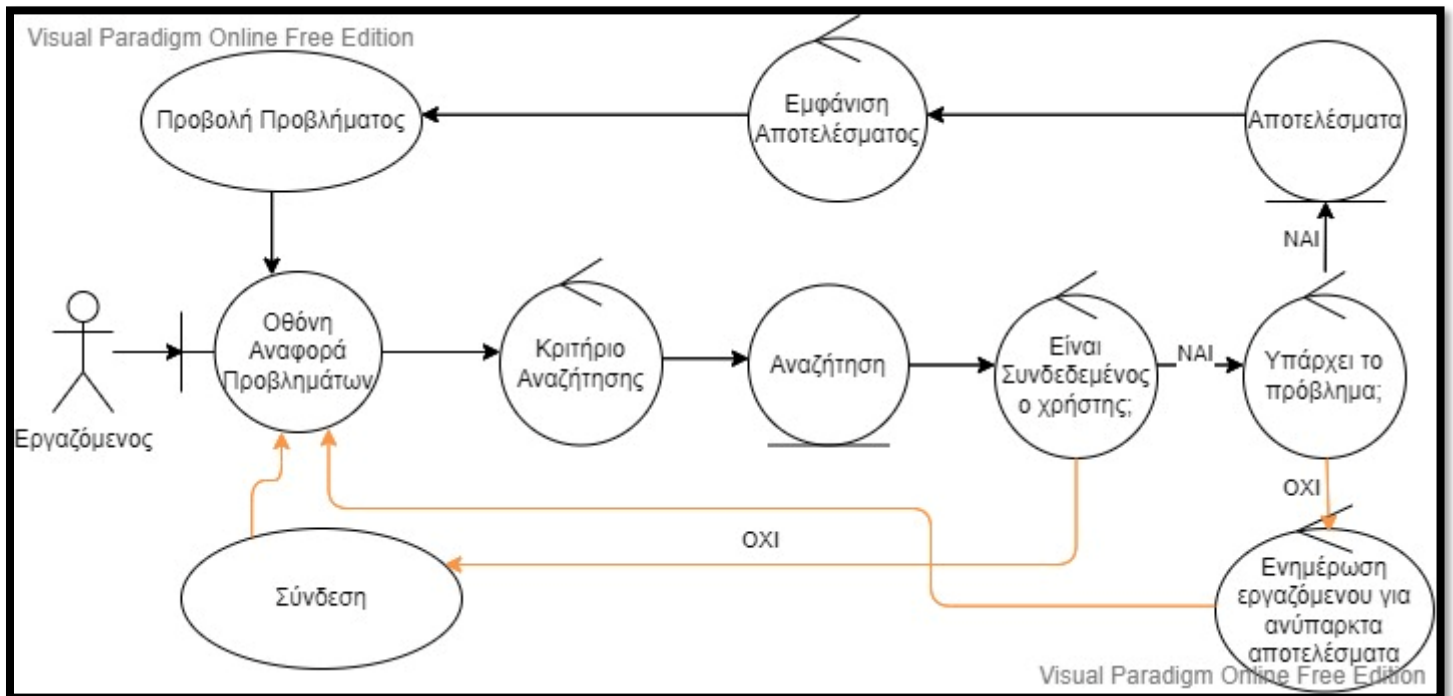 Visual Paradigm Online Free Edition
Προβολή Προβλήματος
Εμφάνιση
Αποτελέσματος
Αποτελέσματα
ΝΑΙ
Εργαζόμενος
Οθόνη
Αναφορά
Προβλημάτων
Κριτήριο
Αναζήτησης
Αναζήτηση
Είναι
Συνδεδεμένος
ο χρήστης;
ΝΑΙ
Υπάρχει το
πρόβλημα;
ΟΧΙ
ΟΧΙ
Σύνδεση
Ενημέρωση
εργαζόμενου για
ανύπαρκτα
αποτελέσματα
Visual Paradigm Online Free Edition